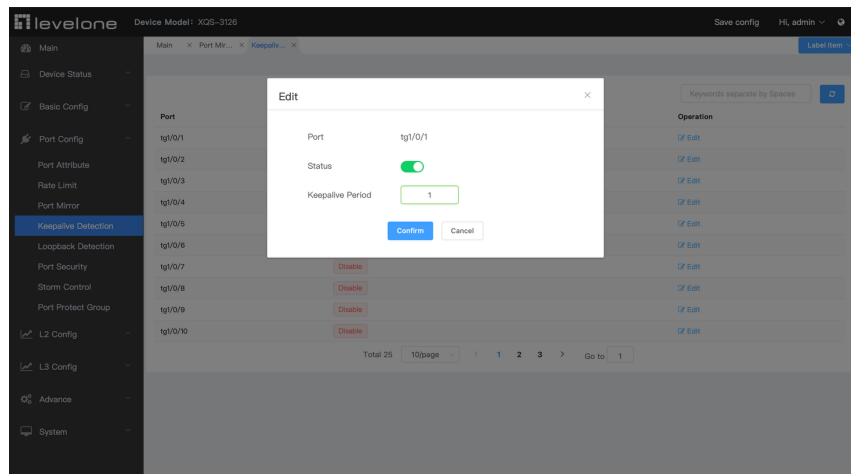 levelone Device Model: XQS-3126 Save config Hi, admin
Main Main × Port Mir... × Keepaliv... × Label Item
Device Status
Edit ×
Keywords separate by Spaces
Basic Config
Port Operation
Port Config tg1/0/1 Port tg1/0/1 Edit
tg1/0/2 Edit
Port Attribute Status
Rate Limit tg1/0/3 Edit
Port Mirror tg1/0/4 Keepalive Period 1 Edit
Keepalive Detection tg1/0/5 Edit
Confirm Cancel
Loopback Detection tg1/0/6 Edit
Port Security tg1/0/7 Disable Edit
Storm Control tg1/0/8 Disable Edit
Port Protect Group tg1/0/9 Disable Edit
L2 Config tg1/0/10 Disable Edit
Total 25 10/page < 1 2 3 > Go to 1
L3 Config
Advance
System